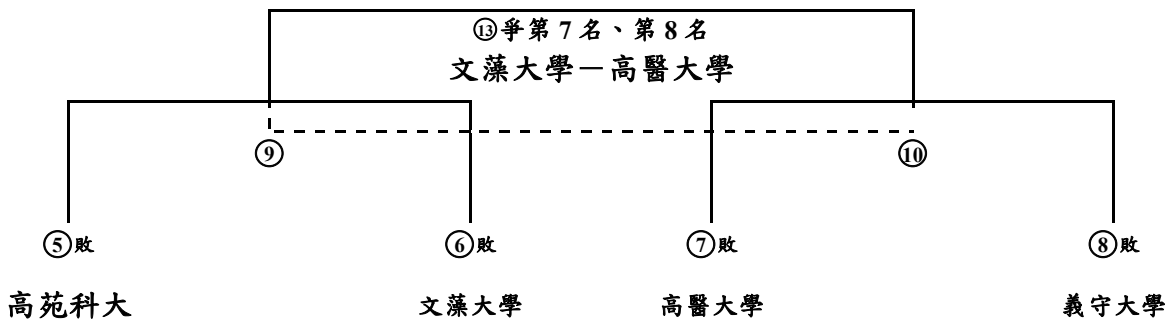 ⑬爭第7名、第8名
文藻大學－高醫大學
⑨ ⑩
⑤敗 ⑥敗 ⑦敗 ⑧敗
高苑科大 文藻大學 高醫大學 義守大學